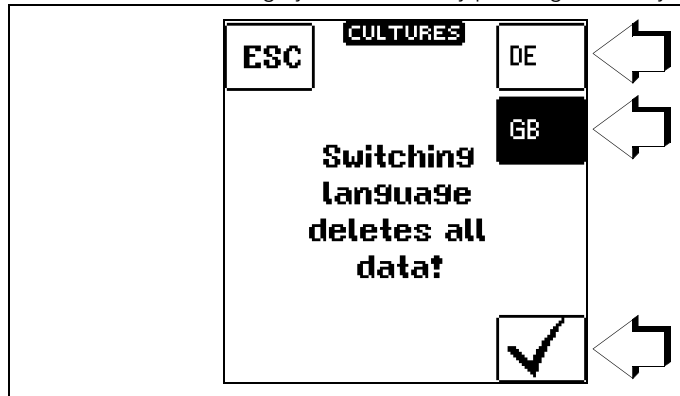 CULTURES
ESC
DE
GB
Switching
language
deletes all
data!